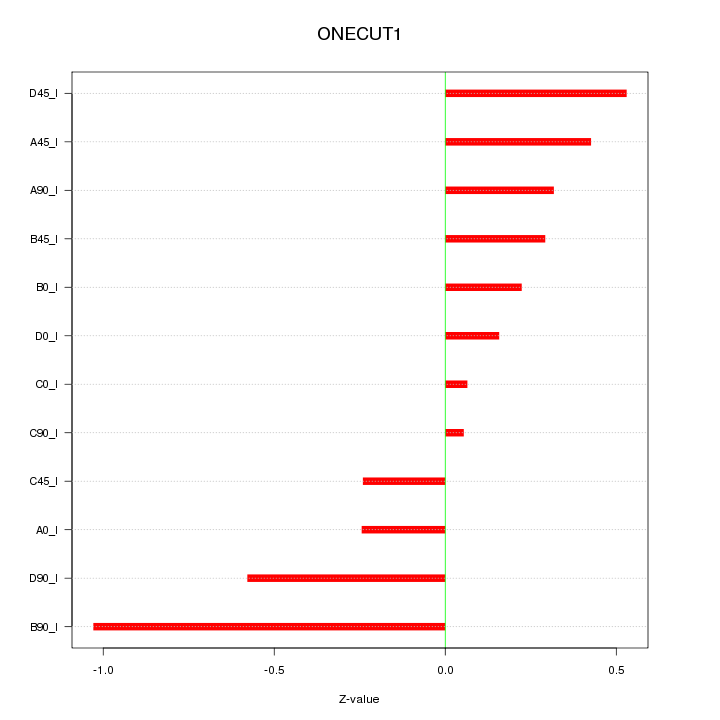 ONECUT1
D45_I
A45_I
A90_I
B45_I
B0_I
D0_I
C0_I
C90_I
C45_I
A0_I
D90_I
B90_I
-1.0 -0.5 0.0 0.5
Z-value